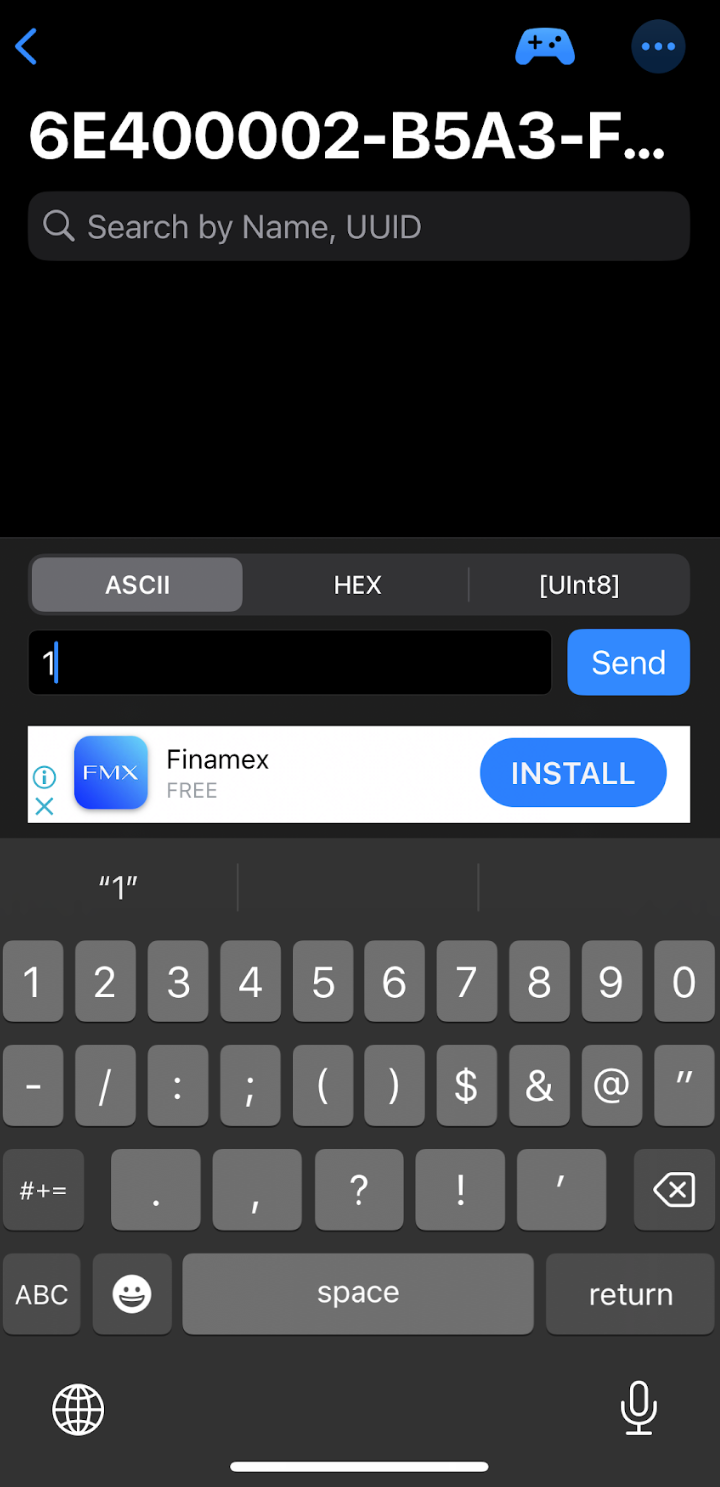 6E400002-B5A3-F...
Search by Name, UUID
ASCII HEX [UInt8]
1 Send
FMX Finamex INSTALL
FREE
“1”
1 2 3 4 5 6 7 8 9 0
- / : ; ( ) $ & @ ”
#+= . , ? ! ’
ABC space return